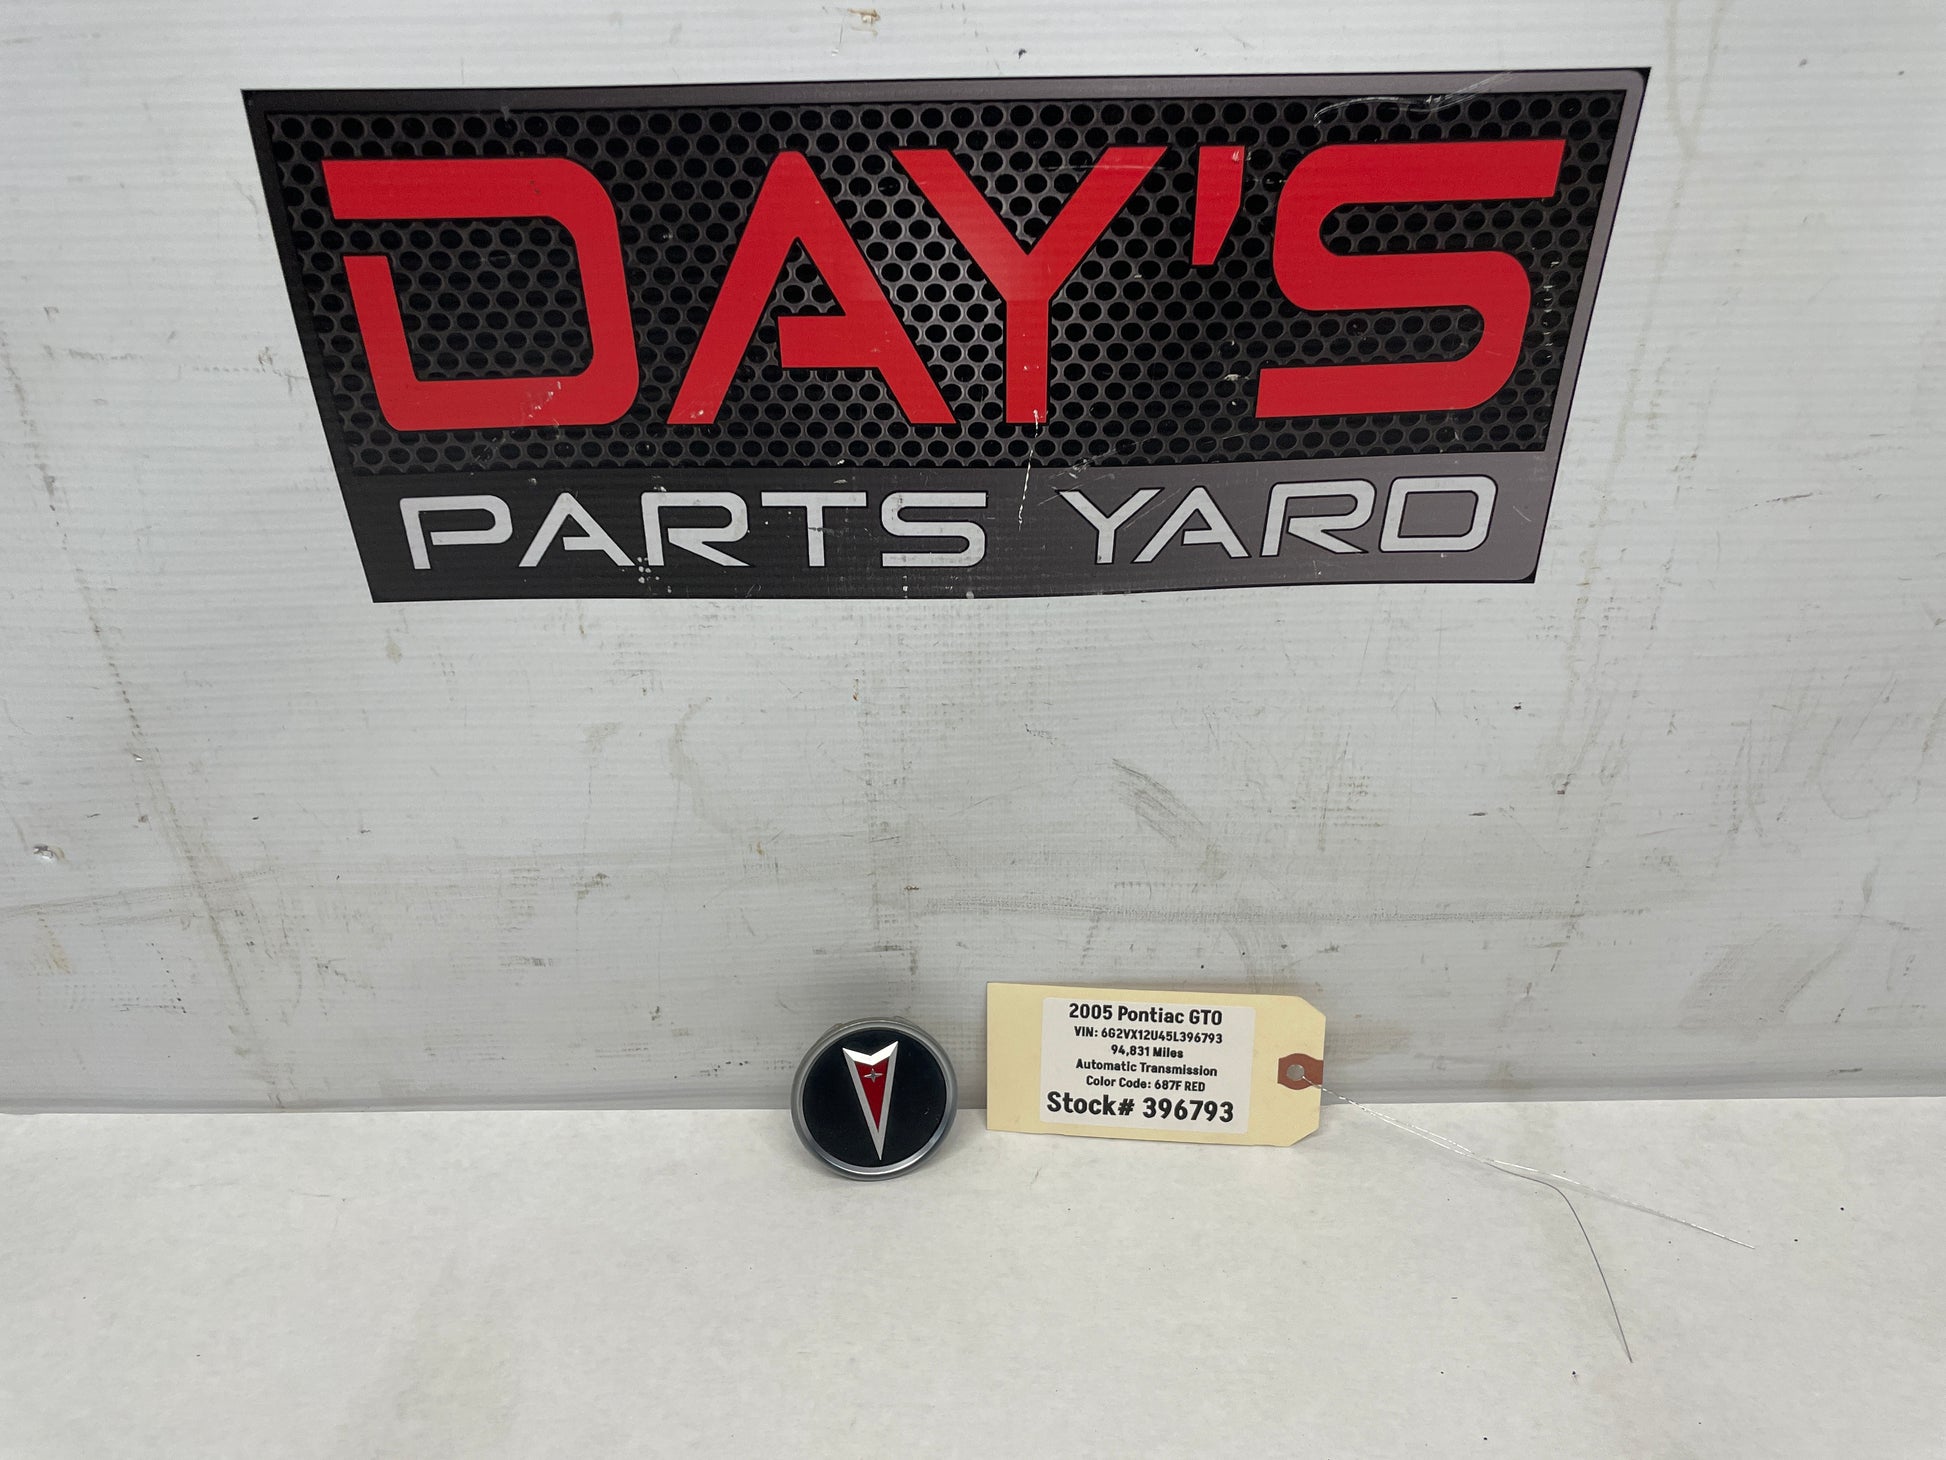 DAY'S
PARTS YARD
2005 Pontiac GTO
VIN: 6G2VX12U45L396793
94,831 Miles
Automatic Transmission
Color Code: 687F RED
Stock# 396793